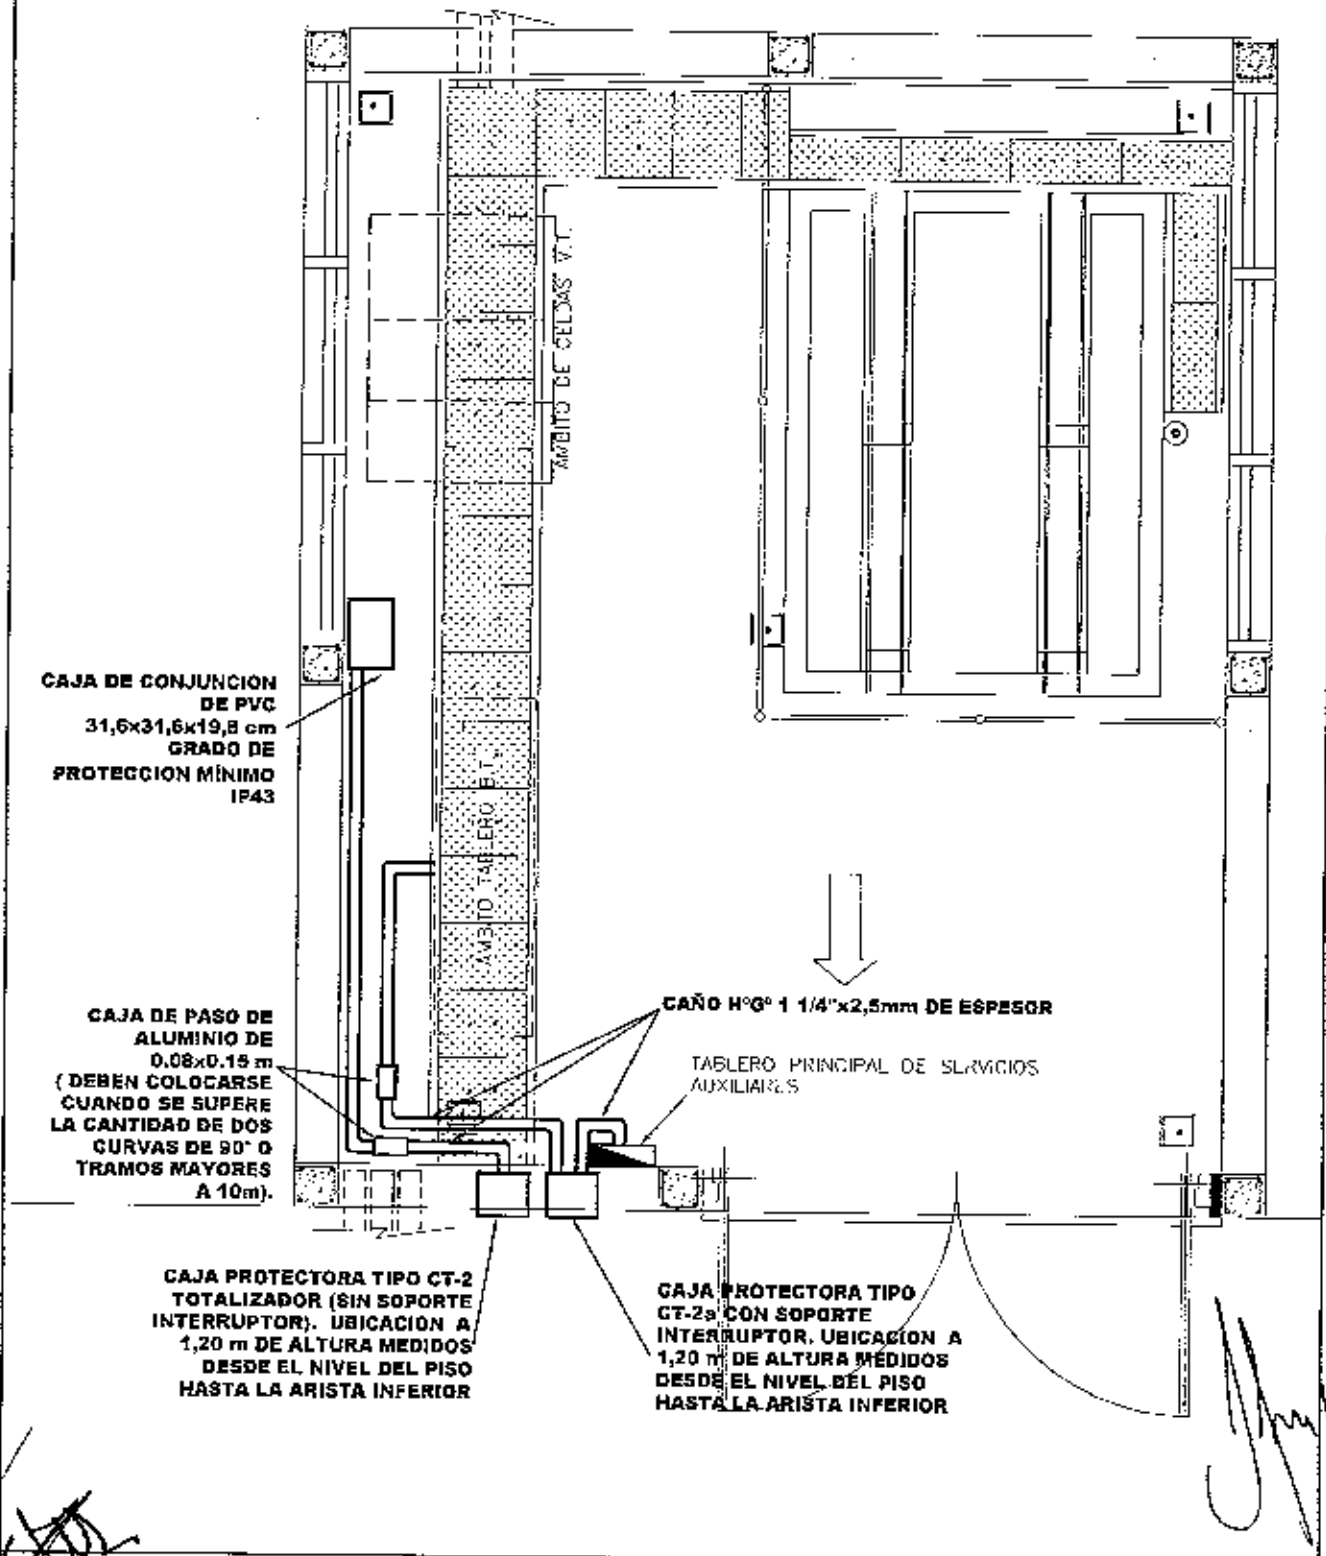 ÁMBITO DE CELDAS V.T.
CAJA DE CONJUNCION
DE PVC
31,6x31,6x19,8 cm
GRADO DE
PROTECCION MÍNIMO
IP43
ÁMBITO TABLERO B.T.
CAÑO HºGº 1 1/4"x2,5mm DE ESPESOR
CAJA DE PASO DE
ALUMINIO DE
0.08x0.15 m
( DEBEN COLOCARSE
CUANDO SE SUPERE
LA CANTIDAD DE DOS
CURVAS DE 90° O
TRAMOS MAYORES
A 10m).
TABLERO PRINCIPAL DE SERVICIOS
AUXILIARES
CAJA PROTECTORA TIPO CT-2
TOTALIZADOR (SIN SOPORTE
INTERRUPTOR). UBICACION A
1,20 m DE ALTURA MEDIDOS
DESDE EL NIVEL DEL PISO
HASTA LA ARISTA INFERIOR
CAJA PROTECTORA TIPO
CT-2a CON SOPORTE
INTERRUPTOR. UBICACION A
1,20 m DE ALTURA MEDIDOS
DESDE EL NIVEL DEL PISO
HASTA LA ARISTA INFERIOR